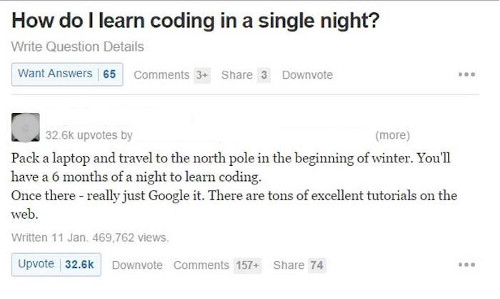 How do I learn coding in a single night?
Write Question Details
Want Answers 65 Comments 3+ Share 3 Downvote
32.6k upvotes by (more)
Pack a laptop and travel to the north pole in the beginning of winter. You'll
have a 6 months of a night to learn coding.
Once there - really just Google it. There are tons of excellent tutorials on the
web.
Written 11 Jan. 469,762 views.
Upvote 32.6k Downvote Comments 157+ Share 74